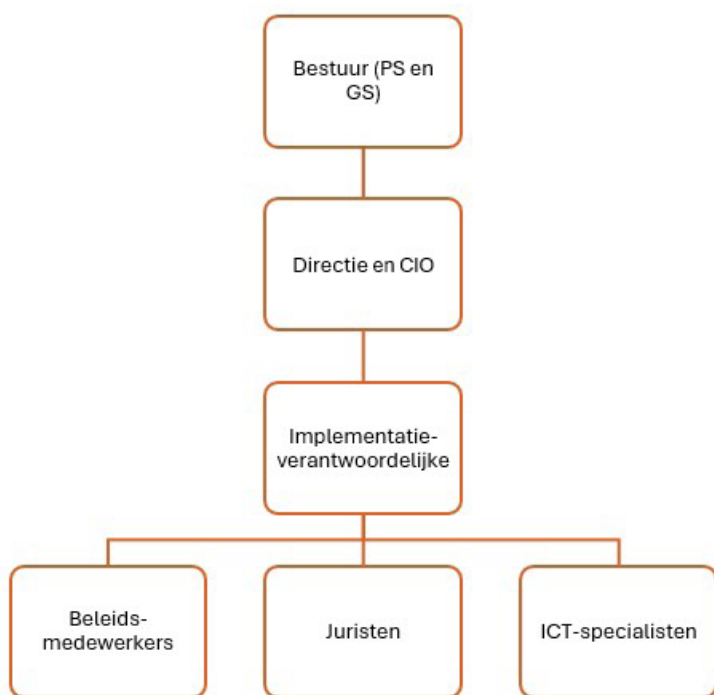 Bestuur (PS en
GS)
Directie en CIO
Implementatie-
verantwoordelijke
Beleids-
medewerkers
Juristen
ICT-specialisten